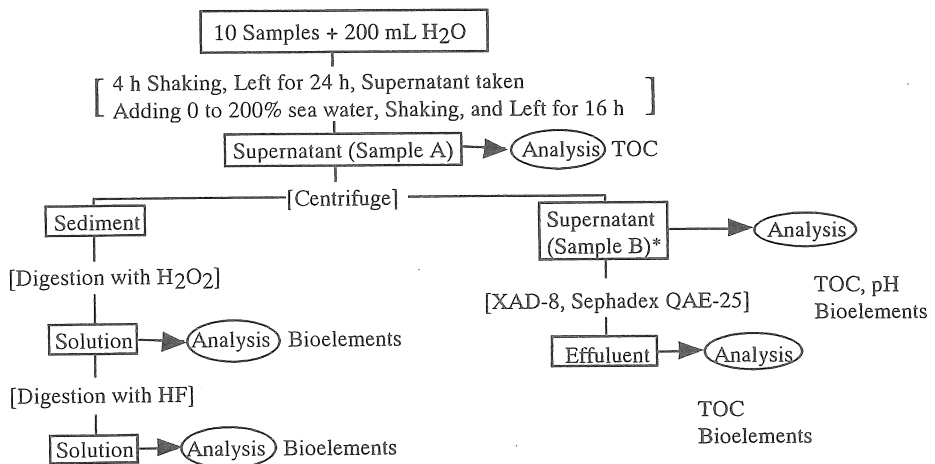 10 Samples + 200 mL H2O
[ 4 h Shaking, Left for 24 h, Supernatant taken
Adding 0 to 200% sea water, Shaking, and Left for 16 h ]
Supernatant (Sample A)
Analysis
TOC
[Centrifuge]
Sediment
[Digestion with H2O2]
Solution
Analysis
Bioelements
[Digestion with HF]
Solution
Analysis
Bioelements
Supernatant
(Sample B)*
Analysis
TOC, pH
Bioelements
[XAD-8, Sephadex QAE-25]
Effuluent
Analysis
TOC
Bioelements